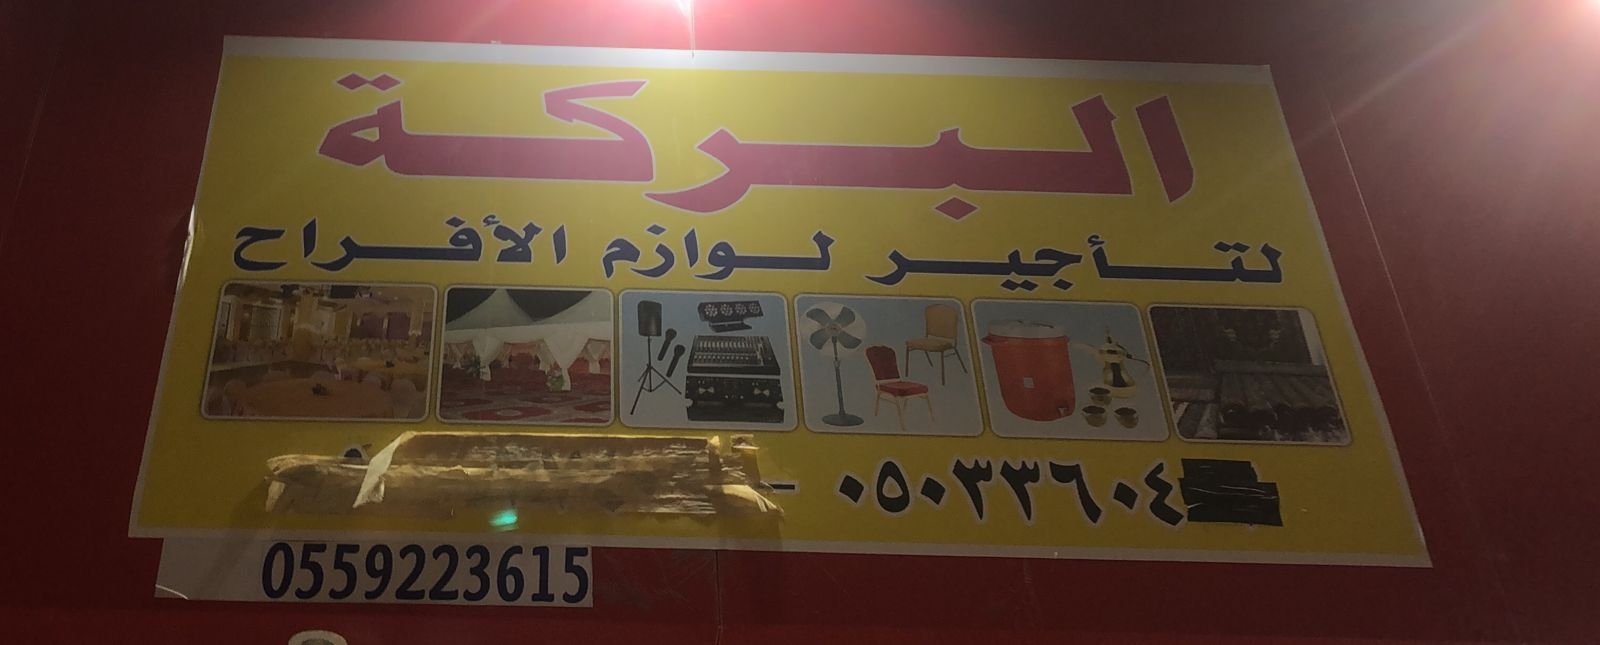 البركة
لتأجير لوازم الأفراح
٠٥٠٣٣٦٠٤ -
0559223615